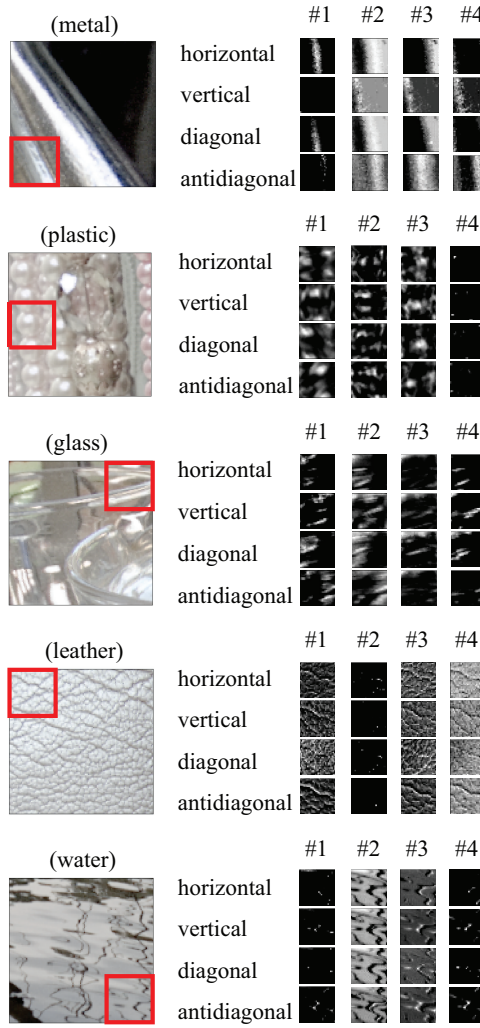 (metal)
#1 #2 #3 #4
horizontal
vertical
diagonal
antidiagonal
(plastic)
#1 #2 #3 #4
horizontal
vertical
diagonal
antidiagonal
(glass)
#1 #2 #3 #4
horizontal
vertical
diagonal
antidiagonal
(leather)
#1 #2 #3 #4
horizontal
vertical
diagonal
antidiagonal
(water)
#1 #2 #3 #4
horizontal
vertical
diagonal
antidiagonal